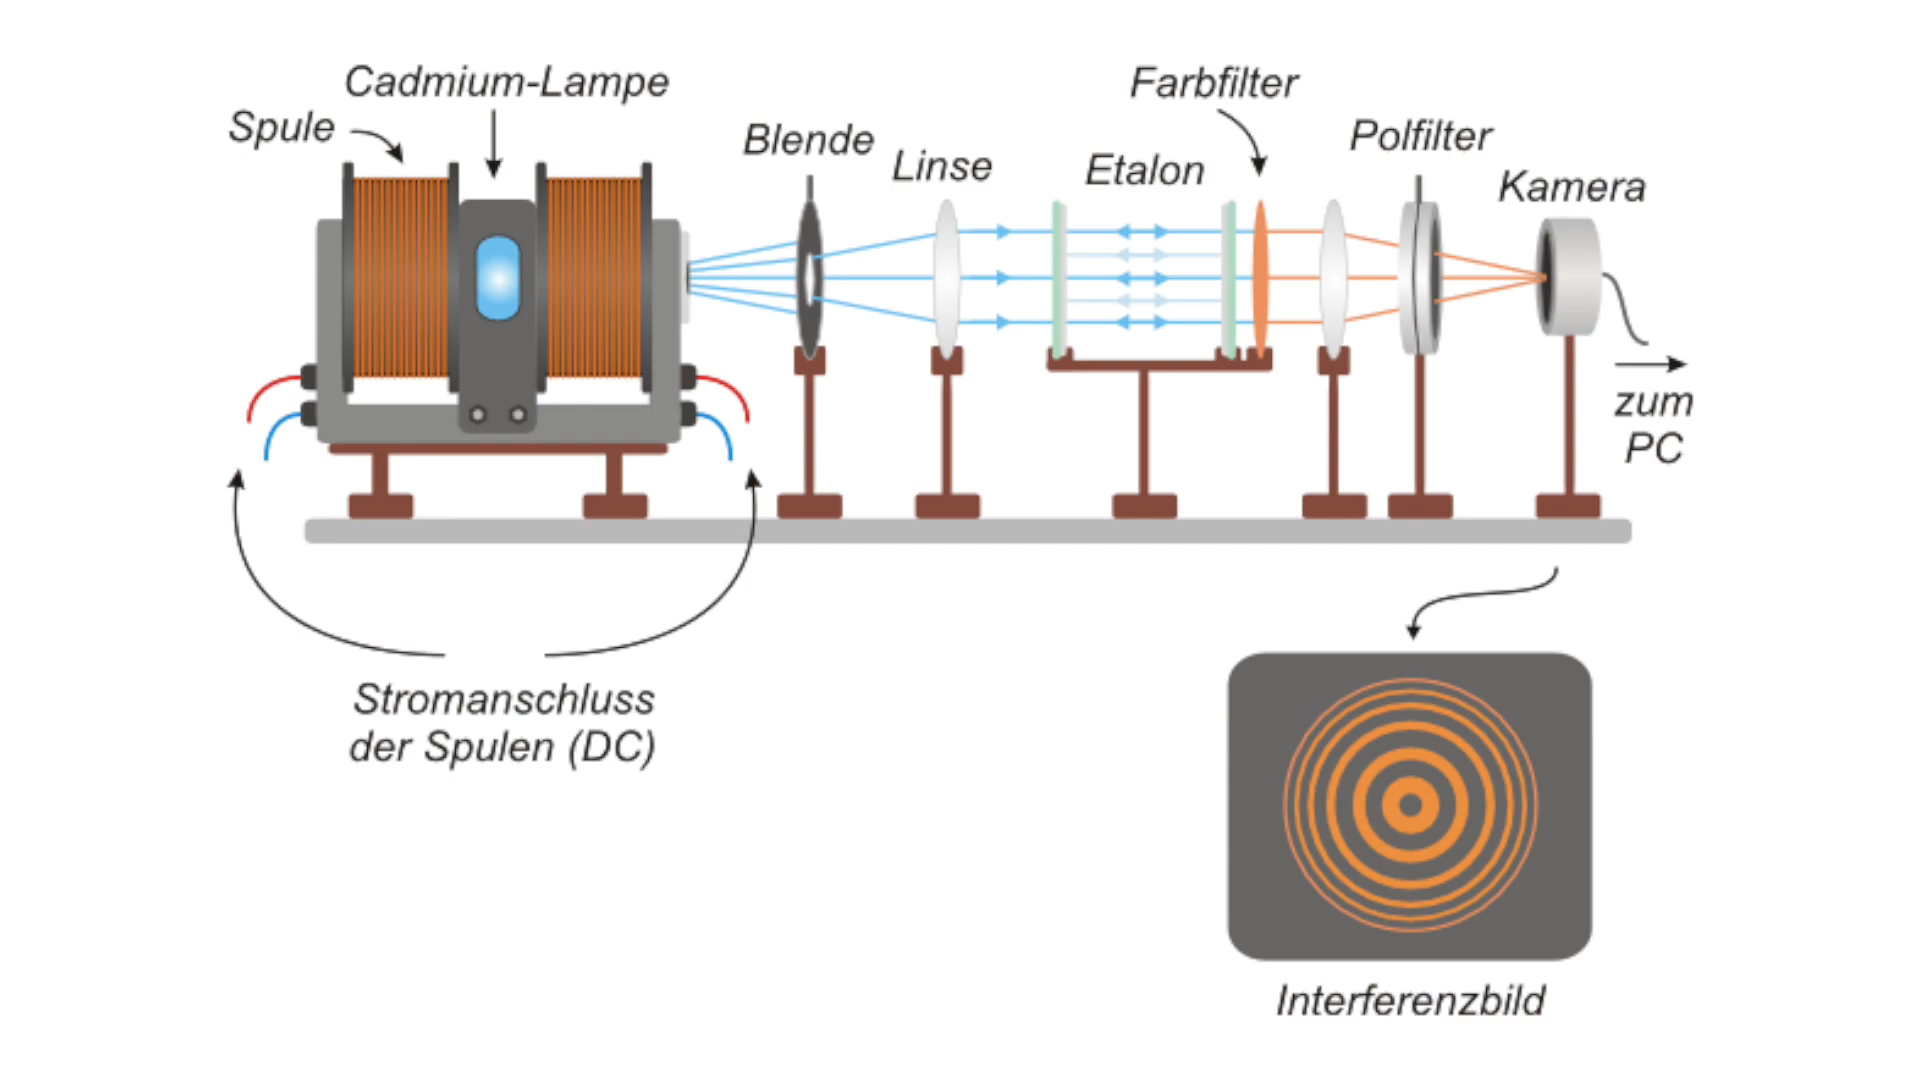 Cadmium-Lampe
Spule
Blende
Linse
Etalon
Farbfilter
Polfilter
Kamera
zum
PC
Stromanschluss
der Spulen (DC)
Interferenzbild